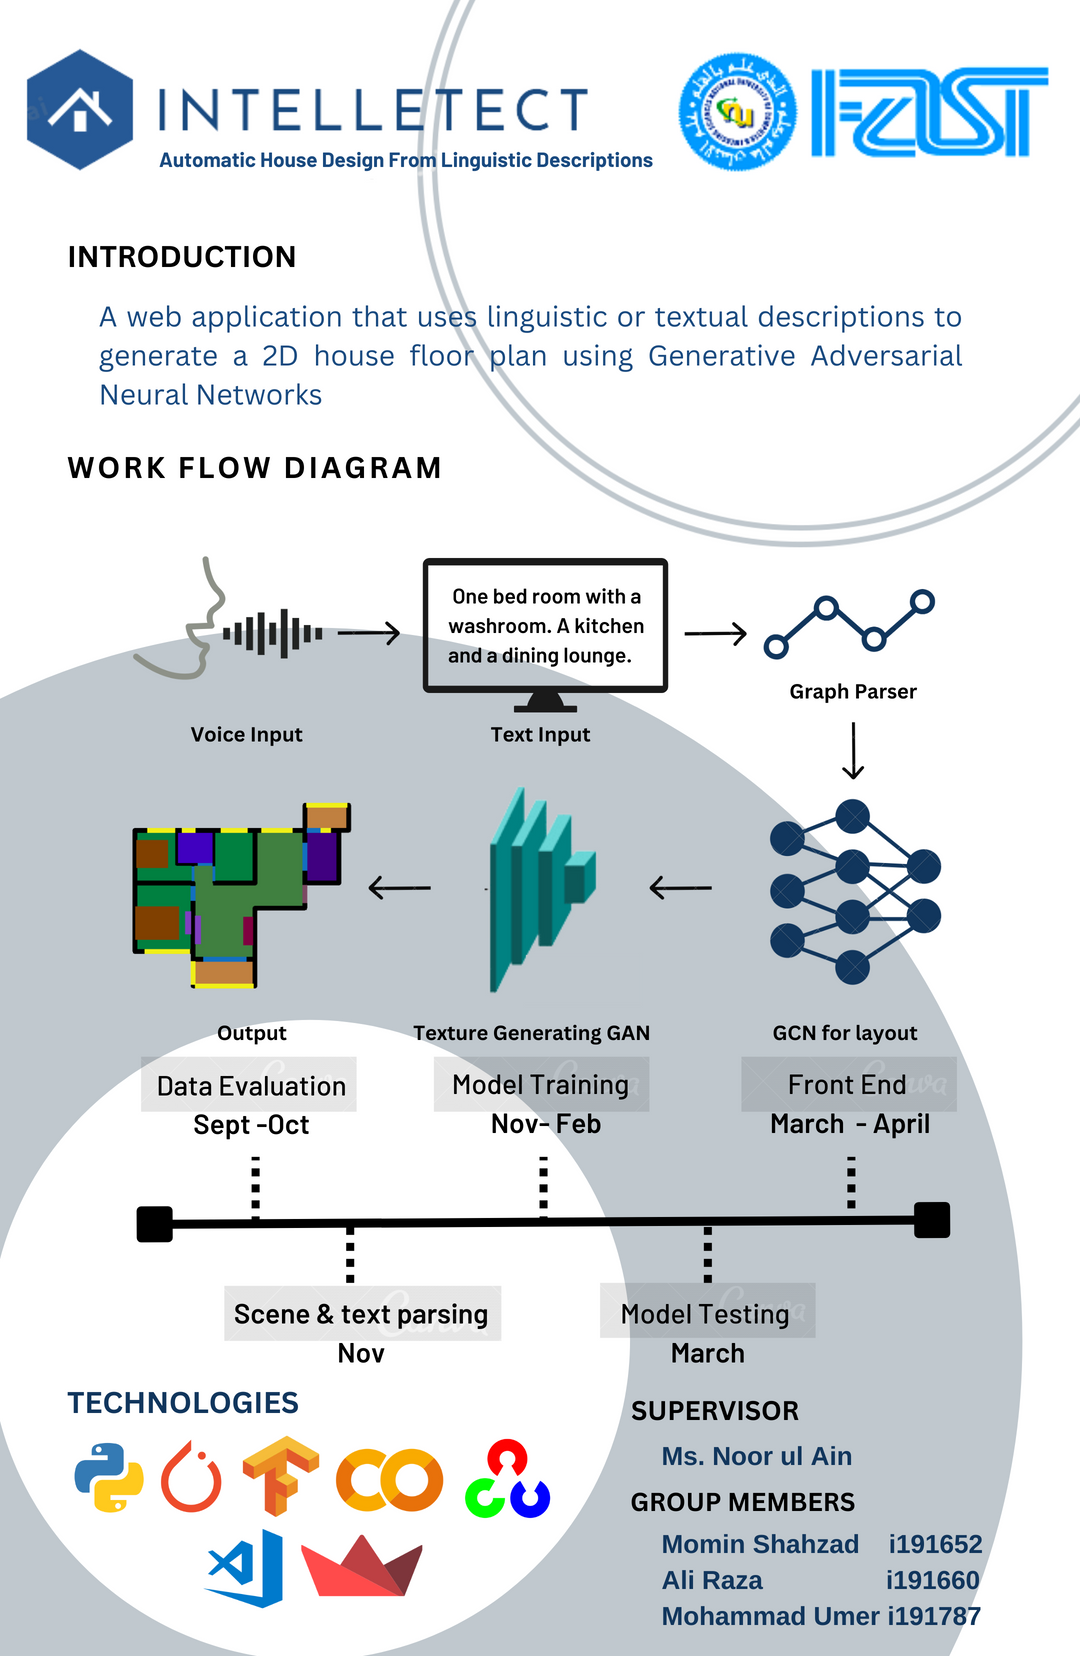 INTELLETECT
Automatic House Design From Linguistic Descriptions
FAST
INTRODUCTION
A web application that uses linguistic or textual descriptions to
generate a 2D house floor plan using Generative Adversarial
Neural Networks
WORK FLOW DIAGRAM
One bed room with a
washroom. A kitchen
and a dining lounge.
Graph Parser
Voice Input
Text Input
Output
Texture Generating GAN
GCN for layout
Data Evaluation
Sept -Oct
Model Training
Nov- Feb
Front End
March - April
Scene & text parsing
Nov
Model Testing
March
TECHNOLOGIES
SUPERVISOR
Ms. Noor ul Ain
GROUP MEMBERS
Momin Shahzad i191652
Ali Raza i191660
Mohammad Umer i191787